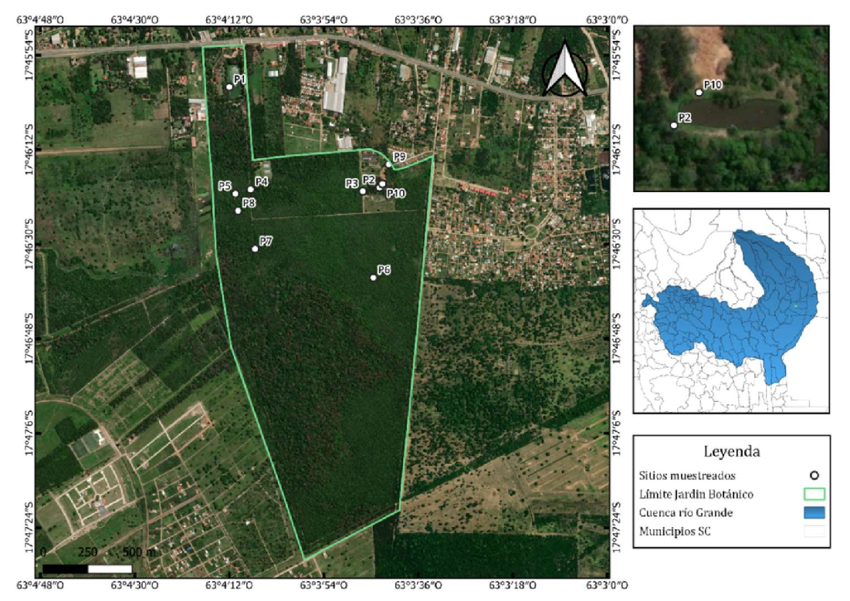 63°4'48"O 63°4'30"O 63°4'12"O 63°3'54"O 63°3'36"O 63°3'18"O 63°3'0"O
17°45'54"S 17°45'54"S
P1
17°46'12"S 17°46'12"S
P9
P5 P4 P3 P2
P10
P8
17°46'30"S 17°46'30"S
P7
P6
17°46'48"S 17°46'48"S
17°47'6"S 17°47'6"S
17°47'24"S 17°47'24"S
0 250 500 m
63°4'48"O 63°4'30"O 63°4'12"O 63°3'54"O 63°3'36"O 63°3'18"O 63°3'0"O
P10
P2
Leyenda
Sitios muestreados
Límite Jardín Botánico
Cuenca río Grande
Municipios SC